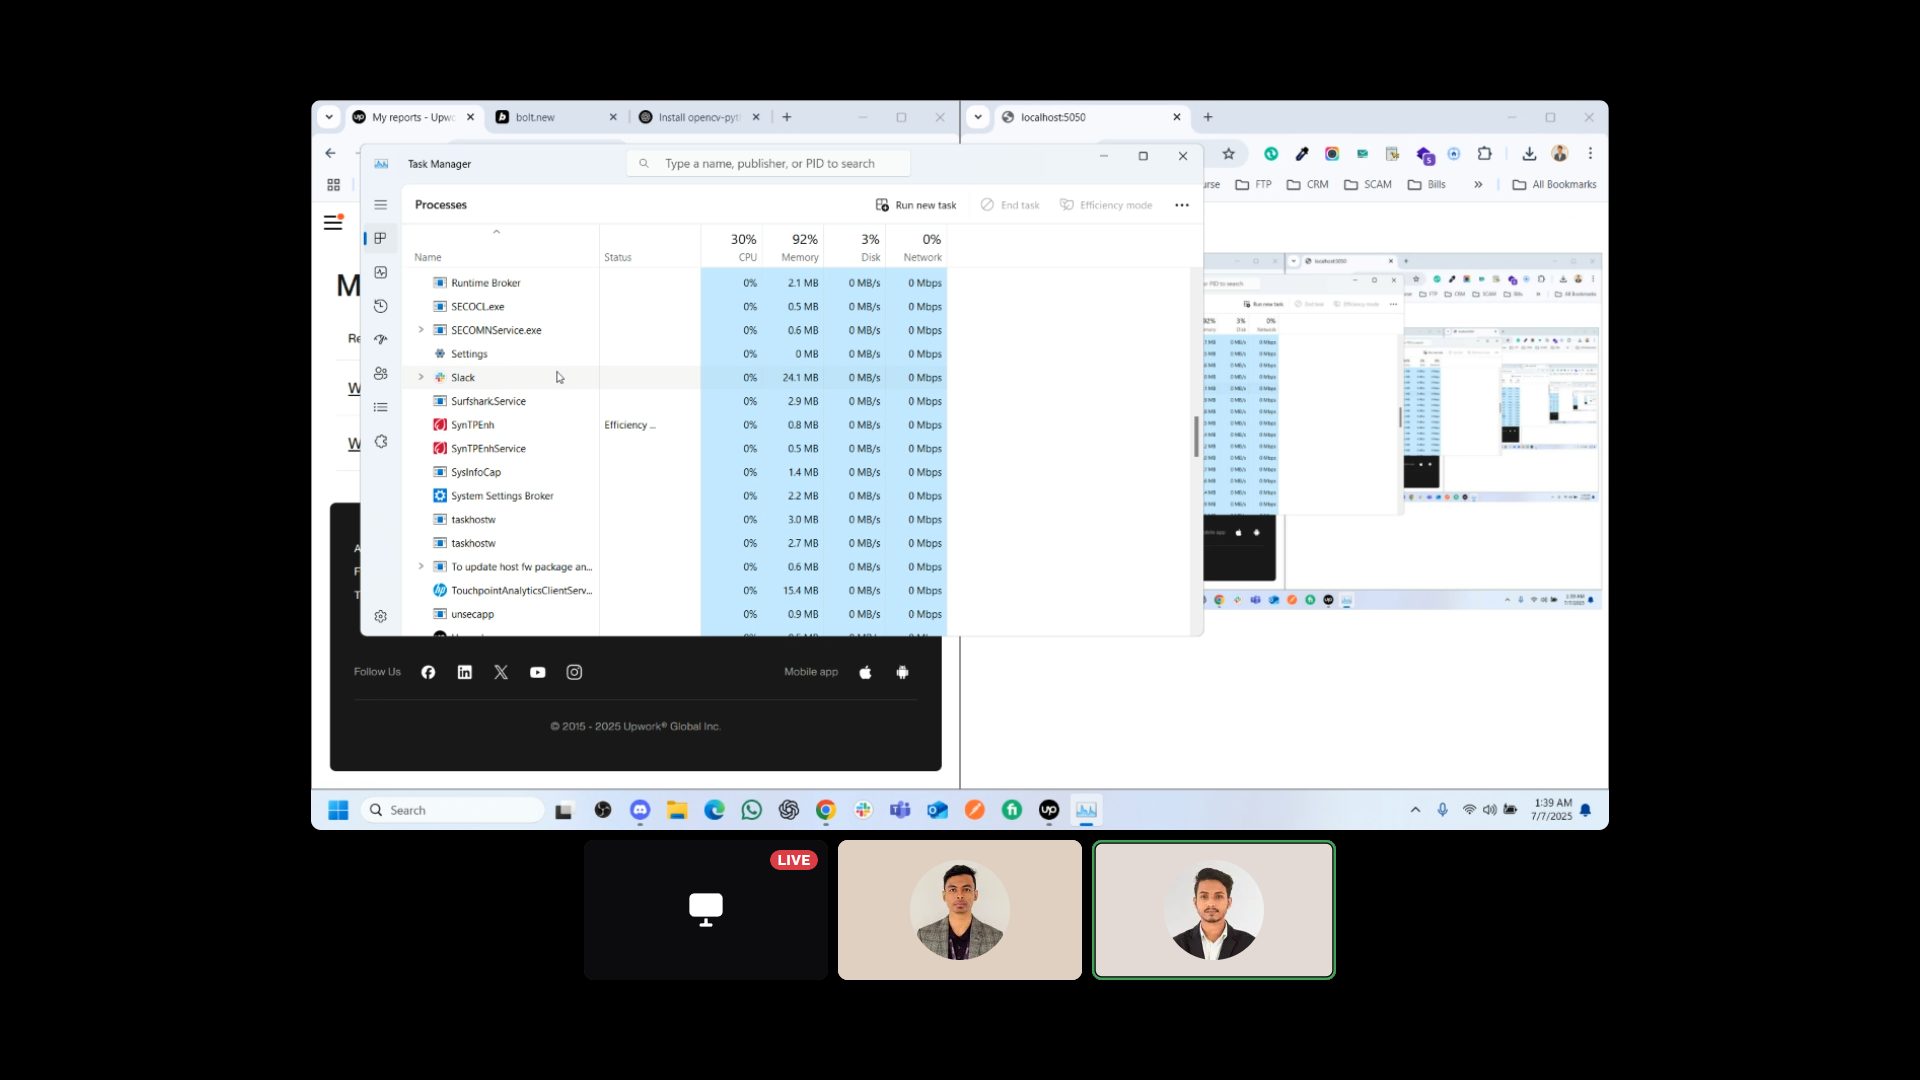 My reports - Upwo
bolt.new
Install opencv-pyt
localhost:5050
Task Manager
Type a name, publisher, or PID to search
urse
FTP
CRM
SCAM
Bills
All Bookmarks
Processes
Run new task
End task
Efficiency mode
30%
92%
3%
0%
Name
Status
CPU
Memory
Disk
Network
Runtime Broker 0% 2.1 MB 0 MB/s 0 Mbps
SECOCL.exe 0% 0.5 MB 0 MB/s 0 Mbps
SECOMNService.exe 0% 0.6 MB 0 MB/s 0 Mbps
Settings 0% 0 MB 0 MB/s 0 Mbps
Slack 0% 24.1 MB 0 MB/s 0 Mbps
Surfshark.Service 0% 2.9 MB 0 MB/s 0 Mbps
SynTPEnh Efficiency ... 0% 0.8 MB 0 MB/s 0 Mbps
SynTPEnhService 0% 0.5 MB 0 MB/s 0 Mbps
SysInfoCap 0% 1.4 MB 0 MB/s 0 Mbps
System Settings Broker 0% 2.2 MB 0 MB/s 0 Mbps
taskhostw 0% 3.0 MB 0 MB/s 0 Mbps
taskhostw 0% 2.7 MB 0 MB/s 0 Mbps
To update host fw package an... 0% 0.6 MB 0 MB/s 0 Mbps
TouchpointAnalyticsClientServ... 0% 15.4 MB 0 MB/s 0 Mbps
unsecapp 0% 0.9 MB 0 MB/s 0 Mbps
M
Re
W
W
A
F
T
Follow Us
Mobile app
© 2015 - 2025 Upwork® Global Inc.
Search
1:39 AM
7/7/2025
LIVE